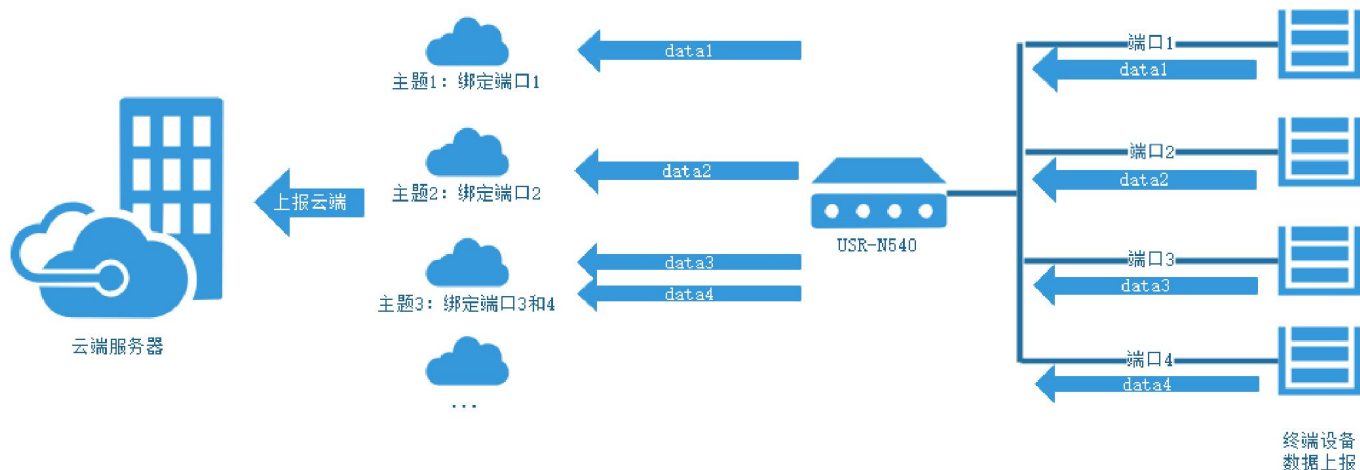 data1
主题1：绑定端口1
data2
主题2：绑定端口2
data3
data4
主题3：绑定端口3和4
...
上报云端
云端服务器
USR-N540
端口1
data1
端口2
data2
端口3
data3
端口4
data4
终端设备
数据上报